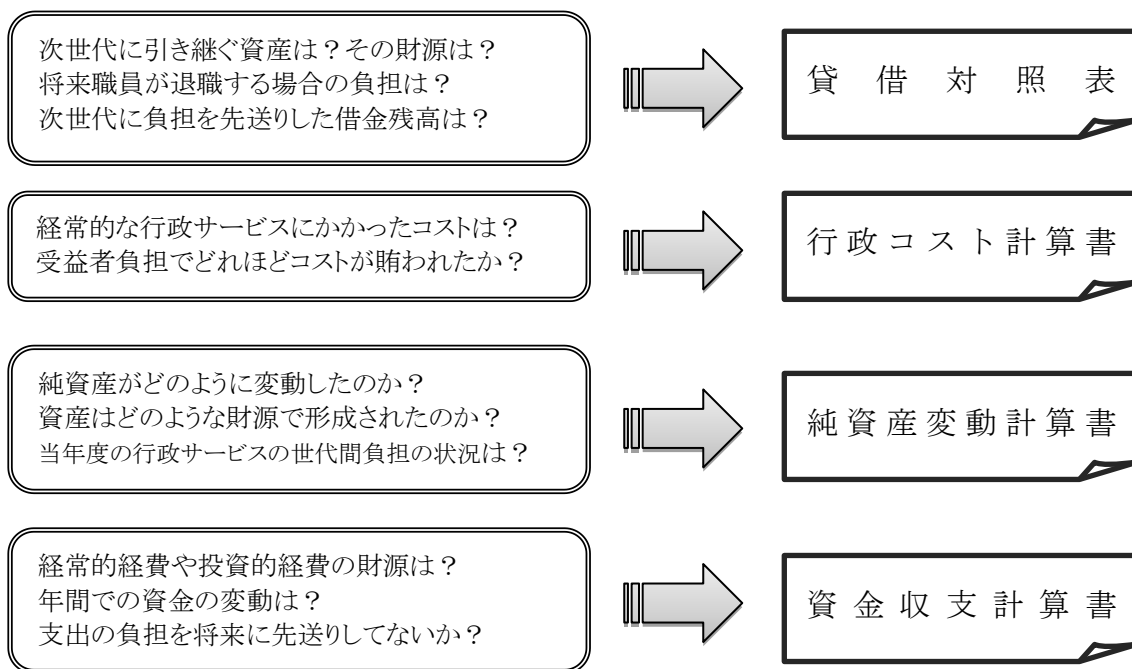 次世代に引き継ぐ資産は？その財源は？
将来職員が退職する場合の負担は？
次世代に負担を先送りした借金残高は？
貸借対照表
経常的な行政サービスにかかったコストは？
受益者負担でどれほどコストが賄われたか？
行政コスト計算書
純資産がどのように変動したのか？
資産はどのような財源で形成されたのか？
当年度の行政サービスの世代間負担の状況は？
純資産変動計算書
経常的経費や投資的経費の財源は？
年間での資金の変動は？
支出の負担を将来に先送りしてないか？
資金収支計算書